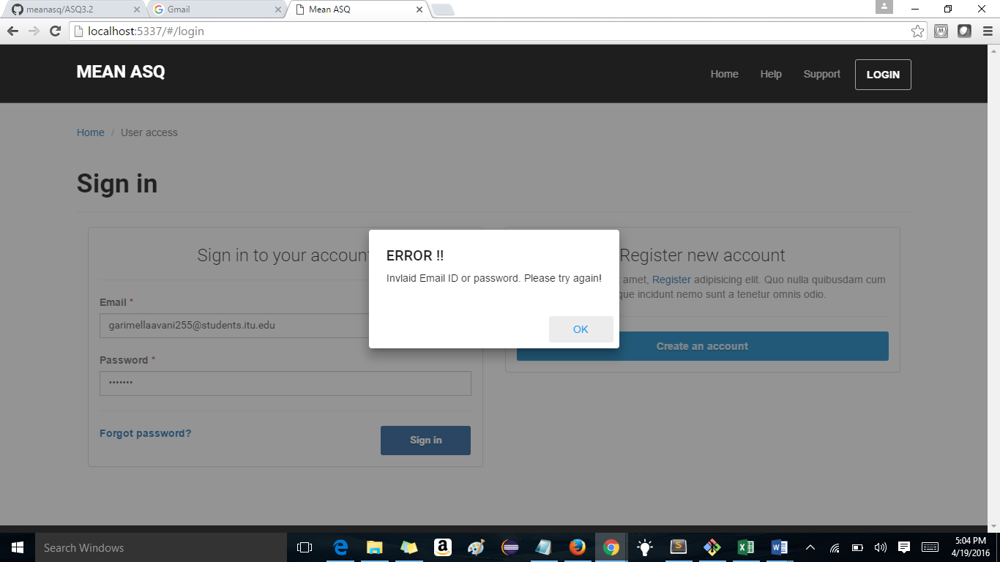 meanasq/ASQ3.2
Gmail
Mean ASQ
localhost:5337/#/login
MEAN ASQ
Home Help Support LOGIN
Home / User access
Sign in
Sign in to your accoun
Email *
garimellaavani255@students.itu.edu
Password *
•••••••
Forgot password?
Sign in
ERROR !!
Invlaid Email ID or password. Please try again!
OK
Register new account
amet, Register adipisicing elit. Quo nulla quibusdam cum
que incidunt nemo sunt a tenetur omnis odio.
Create an account
Search Windows
5:04 PM
4/19/2016